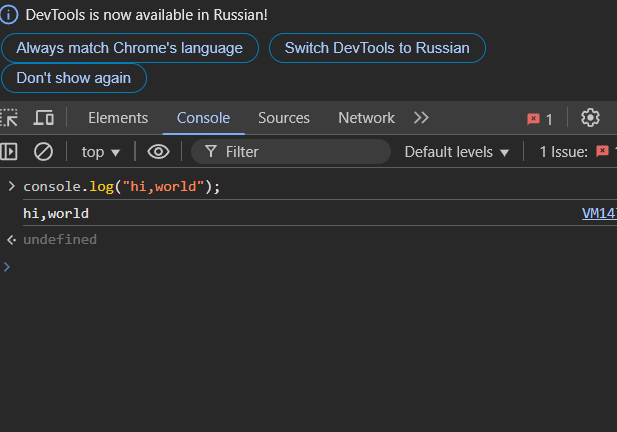 DevTools is now available in Russian!
Always match Chrome's language Switch DevTools to Russian
Don't show again
Elements Console Sources Network 1
top Filter Default levels 1 Issue: 1
console.log("hi,world");
hi,world VM14
undefined